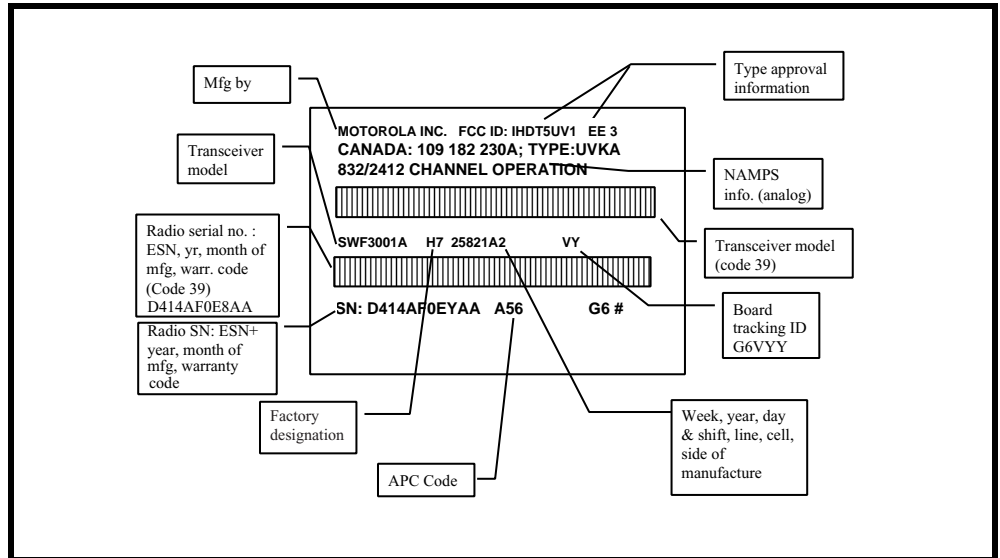 Mfg by
Type approval
information
Transceiver
model
MOTOROLA INC. FCC ID: IHDT5UV1 EE 3
CANADA: 109 182 230A; TYPE:UVKA
832/2412 CHANNEL OPERATION
NAMPS
info. (analog)
Radio serial no. :
ESN, yr, month of
mfg, warr. code
(Code 39)
D414AF0E8AA
SWF3001A H7 25821A2 VY
Transceiver model
(code 39)
Radio SN: ESN+
year, month of
mfg, warranty
code
SN: D414AF0EYAA A56 G6 #
Board
tracking ID
G6VYY
Factory
designation
Week, year, day
& shift, line, cell,
side of
manufacture
APC Code